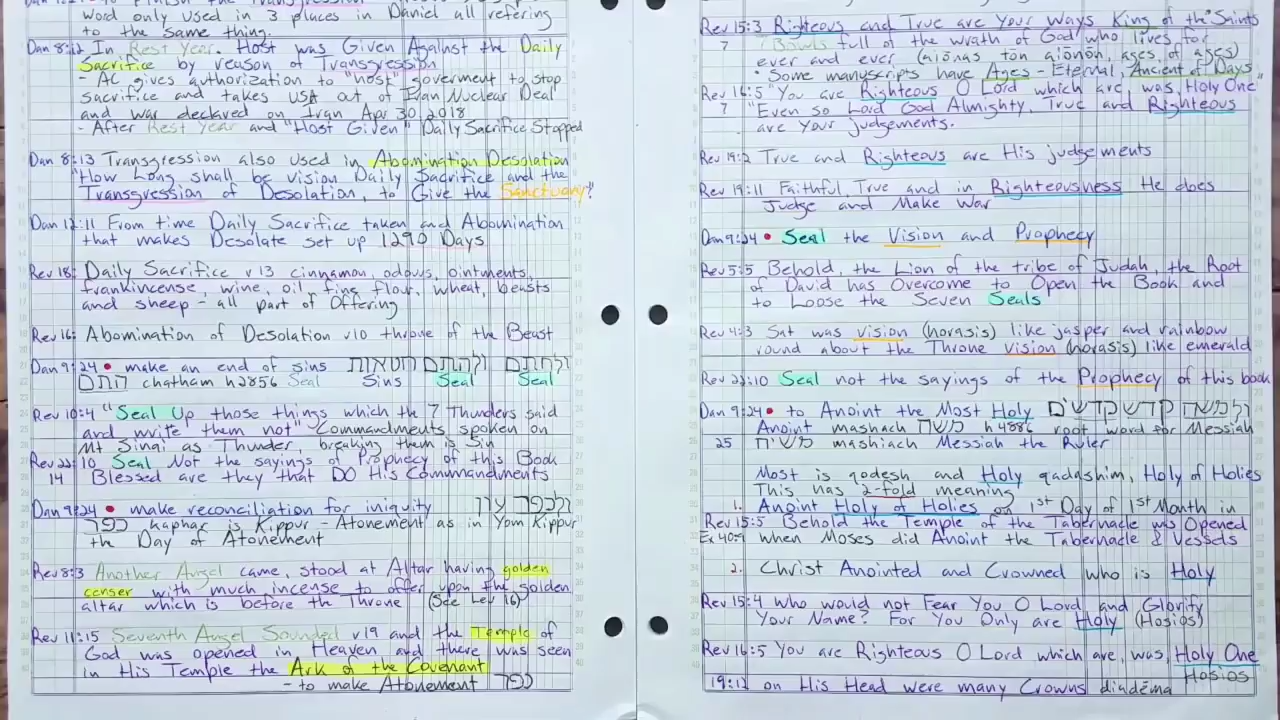 word only used in 3 places in Daniel all refering
to the same thing.
Dan 8:12 In Rest Year. Host was Given Against the Daily
Sacrifice by reason of Transgression
- AC gives authorization to "host" goverment to stop
sacrifice and takes USA out of Iran Nuclear Deal
and war declared on Iran Apr 30, 2018
- After Rest Year and "Host Given" Daily Sacrifice Stopped
Dan 8:13 Transgression also used in Abomination Desolation
"How Long shall be vision Daily Sacrifice and the
Transgression of Desolation, to Give the Sanctuary?
Dan 12:11 From time Daily Sacrifice taken and Abomination
that makes Desolate set up 1290 Days
Rev 18: Daily Sacrifice v13 cinnamon, odours, ointments,
frankincense, wine, oil, fine flour, wheat, beasts
and sheep - all part of Offering
Rev 16: Abomination of Desolation v10 throne of the Beast
Dan 9:24 • make an end of sins ולהתם חטאות ולחתם
התם chatham h2856 Seal Sins Seal Seal
Rev 10:4 "Seal Up those things which the 7 Thunders said
and write them not" Commandments spoken on
Mt Sinai as Thunder, breaking them is Sin
Rev 22:10 Seal Not the sayings of Prophecy of this Book
14 Blessed are they that DO His Commandments
Dan 9:24 • make reconciliation for iniquity ולכפר עון
כפר kaphar is Kippur - Atonement as in Yom Kippur
the Day of Atonement
Rev 8:3 Another Angel came, stood at Altar having golden
censer with much incense to offer upon the golden
altar which is before the Throne (See Lev 16)
Rev 11:15 Seventh Angel Sounded v19 and the Temple of
God was opened in Heaven and there was seen
in His Temple the Ark of the Covenant
- to make Atonement כפר
Rev 15:3 Righteous and True are Your Ways King of the "Saints
7 7 Bowls full of the wrath of God who lives for
ever and ever (aiōnas tōn aiōnōn, ages of ages)
• Some manuscripts have Ages - Eternal, Ancient of Days"
Rev 16:5 "You are Righteous O Lord which are, was, Holy One
7 "Even so Lord God Almighty, True and Righteous
are Your judgements.
Rev 19:2 True and Righteous are His judgements
Rev 19:11 Faithful, True and in Righteousness He does
Judge and Make War
Dan 9:24 • Seal the Vision and Prophecy
Rev 5:5 Behold, the Lion of the tribe of Judah, the Root
of David has Overcome to Open the Book and
to Loose the Seven Seals
Rev 4:3 Sat was vision (horasis) like jasper and rainbow
round about the Throne vision (horasis) like emerald
Rev 22:10 Seal not the sayings of the Prophecy of this book
Dan 9:24 • to Anoint the Most Holy ולמשח קדש קדשים
Anoint mashach משח h4886 root word for Messiah
25 משיח mashiach Messiah the Ruler
Most is qodesh and Holy qadashim, Holy of Holies
This has 2-fold meaning
1. Anoint Holy of Holies on 1st Day of 1st Month in
Rev 15:5 Behold the Temple of the Tabernacle was Opened
Ex 40:9 when Moses did Anoint the Tabernacle & Vessels
2. Christ Anointed and Crowned who is Holy
Rev 15:4 Who would not Fear You O Lord and Glorify
Your Name? For You Only are Holy (Hosios)
Rev 16:5 You are Righteous O Lord which are, was, Holy One
Hosios
19:12 on His Head were many Crowns diadēma